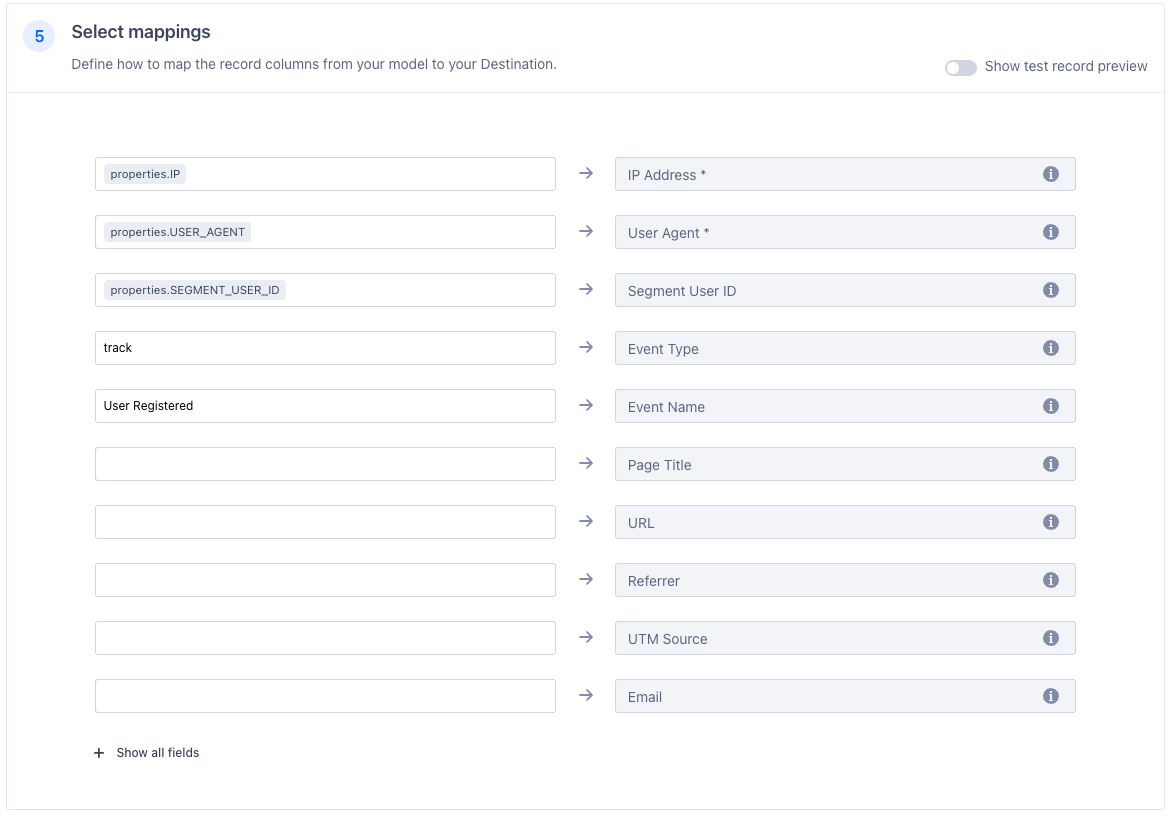 5
Select mappings
Define how to map the record columns from your model to your Destination.
Show test record preview
properties.IP → IP Address * i
properties.USER_AGENT → User Agent * i
properties.SEGMENT_USER_ID → Segment User ID i
track → Event Type i
User Registered → Event Name i
→ Page Title i
→ URL i
→ Referrer i
→ UTM Source i
→ Email i
+ Show all fields